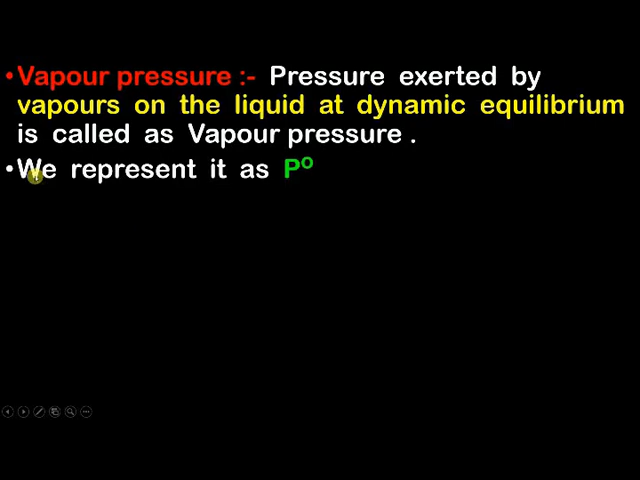 •Vapour pressure :- Pressure exerted by
vapours on the liquid at dynamic equilibrium
is called as Vapour pressure .
•We represent it as Pº